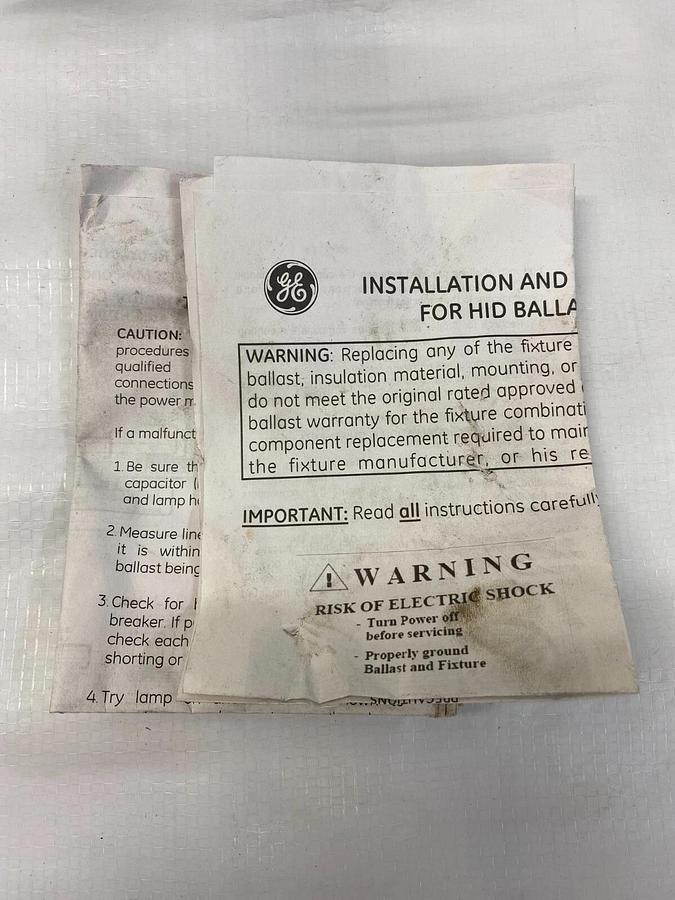 GE
INSTALLATION AND
FOR HID BALLA
WARNING: Replacing any of the fixture
ballast, insulation material, mounting, or
do not meet the original rated approved
ballast warranty for the fixture combinati
component replacement required to main
the fixture manufacturer, or his re
IMPORTANT: Read all instructions carefully
WARNING
RISK OF ELECTRIC SHOCK
- Turn Power off
before servicing
- Properly ground
Ballast and Fixture
CAUTION:
procedures
qualified
connections
the power m
If a malfunct
1. Be sure th
capacitor (
and lamp h
2. Measure line
it is within
ballast being
3. Check for
breaker. If p
check each
shorting or
4. Try lamp